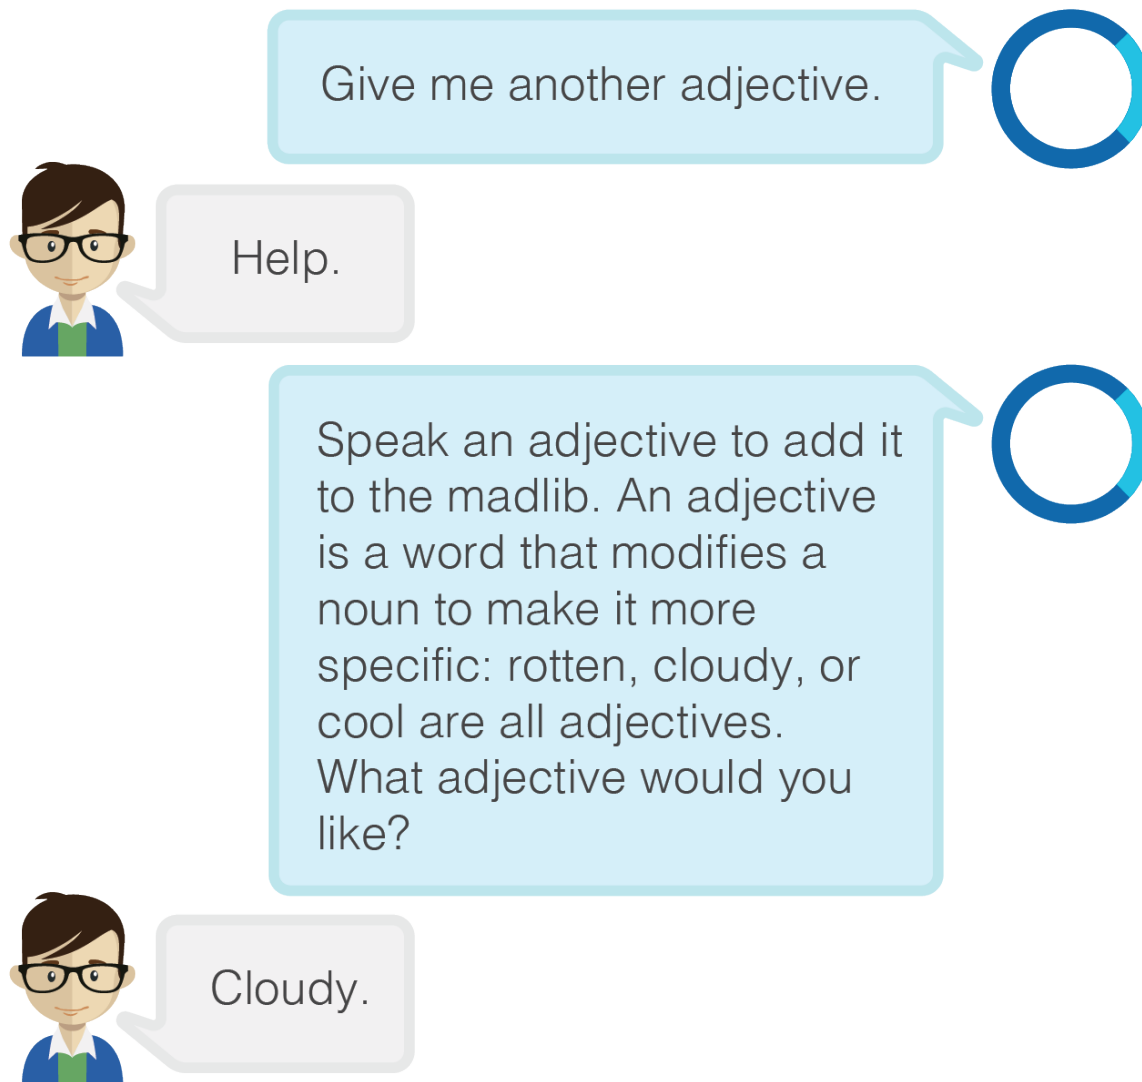 Give me another adjective.
Help.
Speak an adjective to add it
to the madlib. An adjective
is a word that modifies a
noun to make it more
specific: rotten, cloudy, or
cool are all adjectives.
What adjective would you
like?
Cloudy.